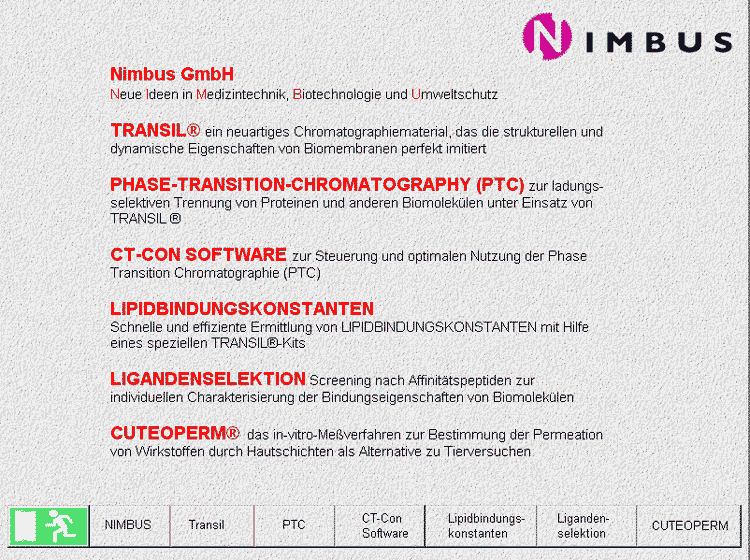 NIMBUS
Nimbus GmbH
Neue Ideen in Medizintechnik, Biotechnologie und Umweltschutz
TRANSIL® ein neuartiges Chromatographiematerial, das die strukturellen und
dynamische Eigenschaften von Biomembranen perfekt imitiert
PHASE-TRANSITION-CHROMATOGRAPHY (PTC) zur ladungs-
selektiven Trennung von Proteinen und anderen Biomolekülen unter Einsatz von
TRANSIL ®
CT-CON SOFTWARE zur Steuerung und optimalen Nutzung der Phase
Transition Chromatographie (PTC)
LIPIDBINDUNGSKONSTANTEN
Schnelle und effiziente Ermittlung von LIPIDBINDUNGSKONSTANTEN mit Hilfe
eines speziellen TRANSIL®-Kits
LIGANDENSELEKTION Screening nach Affinitätspeptiden zur
individuellen Charakterisierung der Bindungseigenschaften von Biomolekülen
CUTEOPERM® das in-vitro-Meßverfahren zur Bestimmung der Permeation
von Wirkstoffen durch Hautschichten als Alternative zu Tierversuchen
NIMBUS
Transil
PTC
CT-Con
Software
Lipidbindungs-
konstanten
Liganden-
selektion
CUTEOPERM